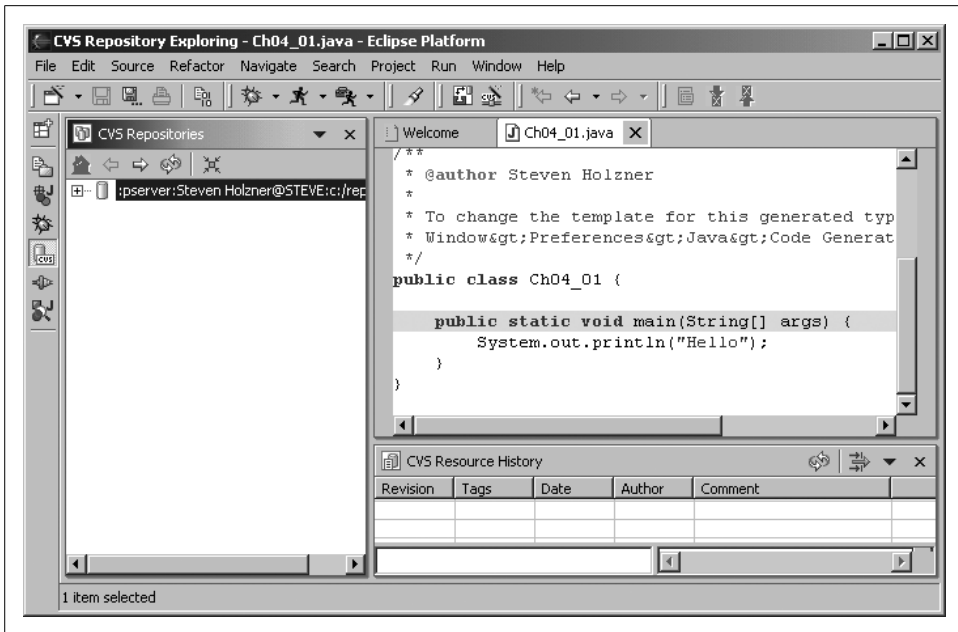 CVS Repository Exploring - Ch04_01.java - Eclipse Platform
File Edit Source Refactor Navigate Search Project Run Window Help
CVS Repositories
:pserver:Steven Holzner@STEVE:c:/rep
Welcome
Ch04_01.java
/**
* @author Steven Holzner
*
* To change the template for this generated typ
* Window&gt;Preferences&gt;Java&gt;Code Generat
*/
public class Ch04_01 {
public static void main(String[] args) {
System.out.println("Hello");
}
}
CVS Resource History
Revision Tags Date Author Comment
1 item selected